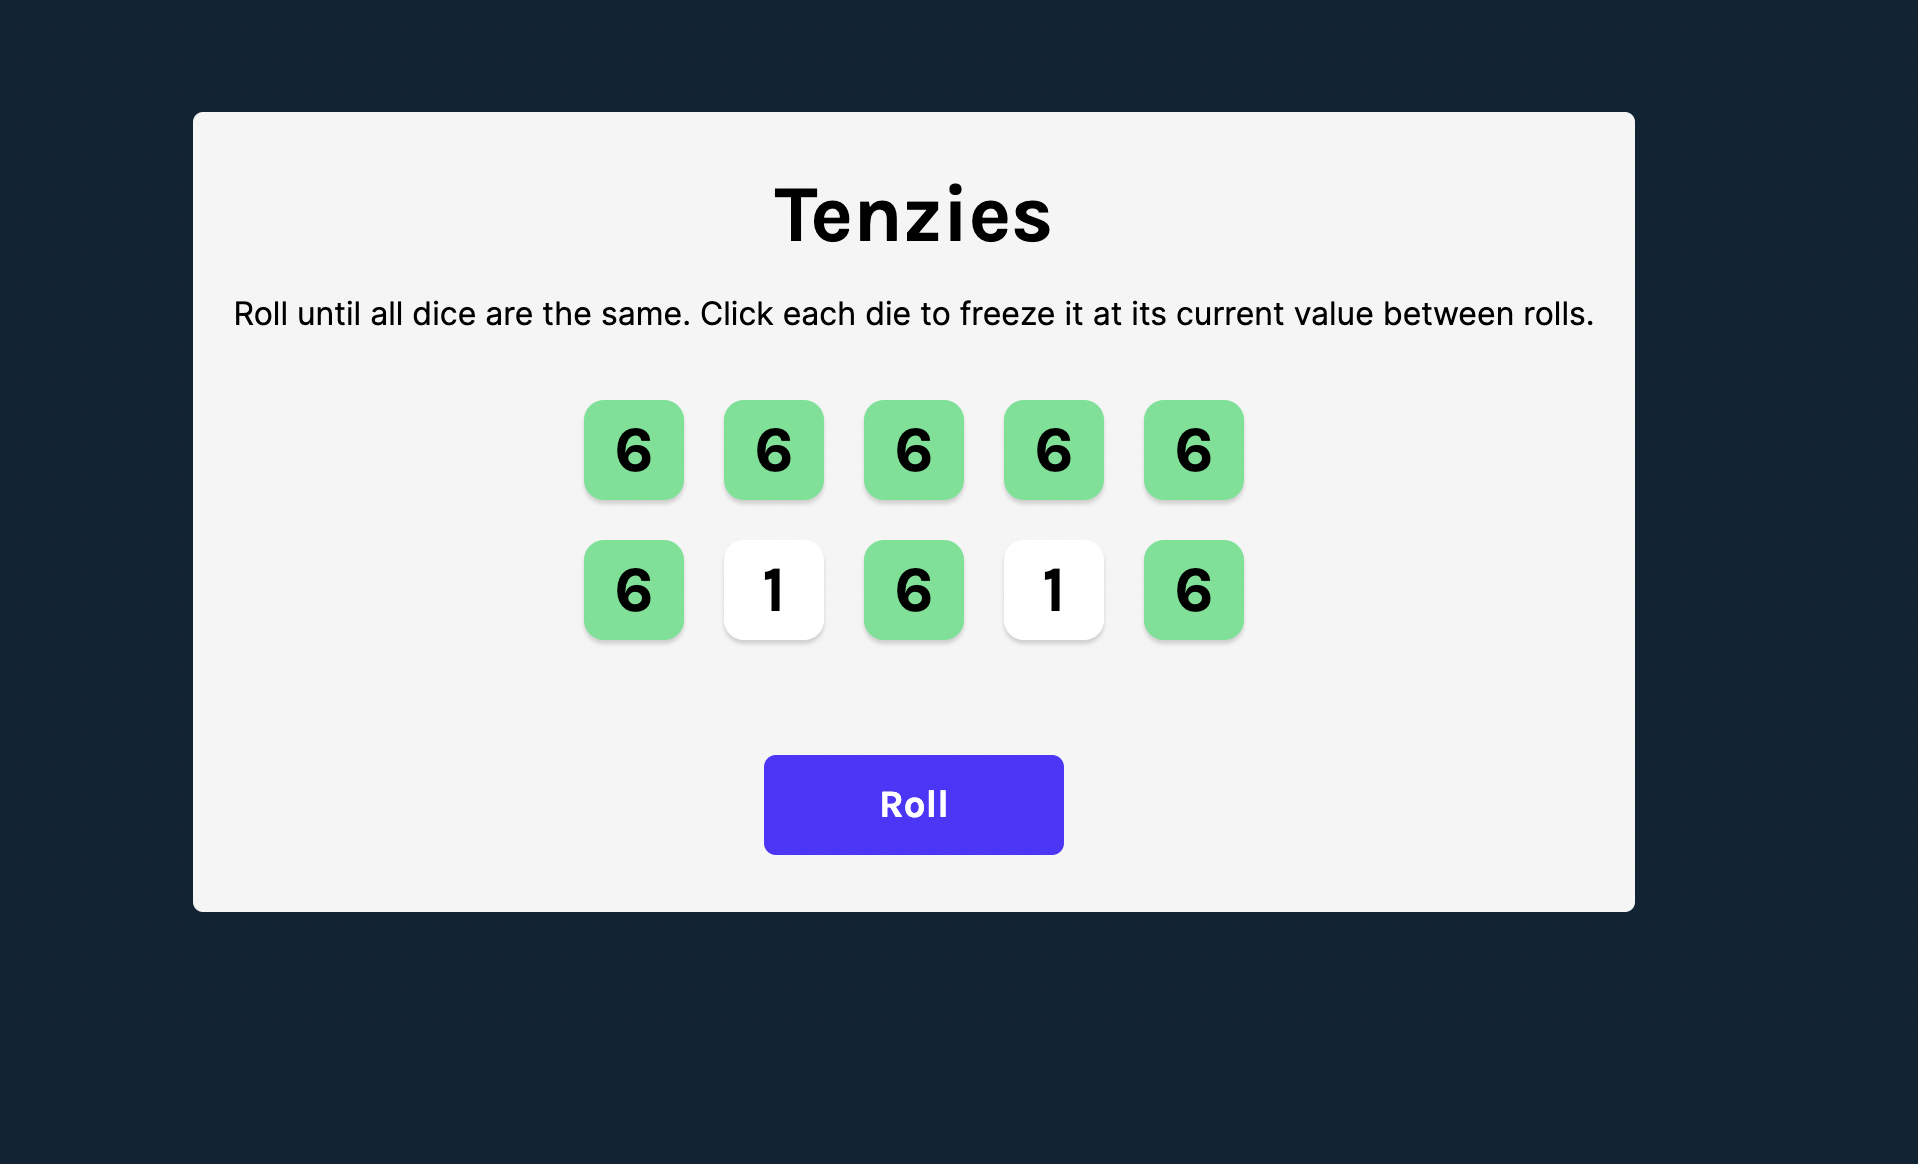 Tenzies
Roll until all dice are the same. Click each die to freeze it at its current value between rolls.
6 6 6 6 6
6 1 6 1 6
Roll